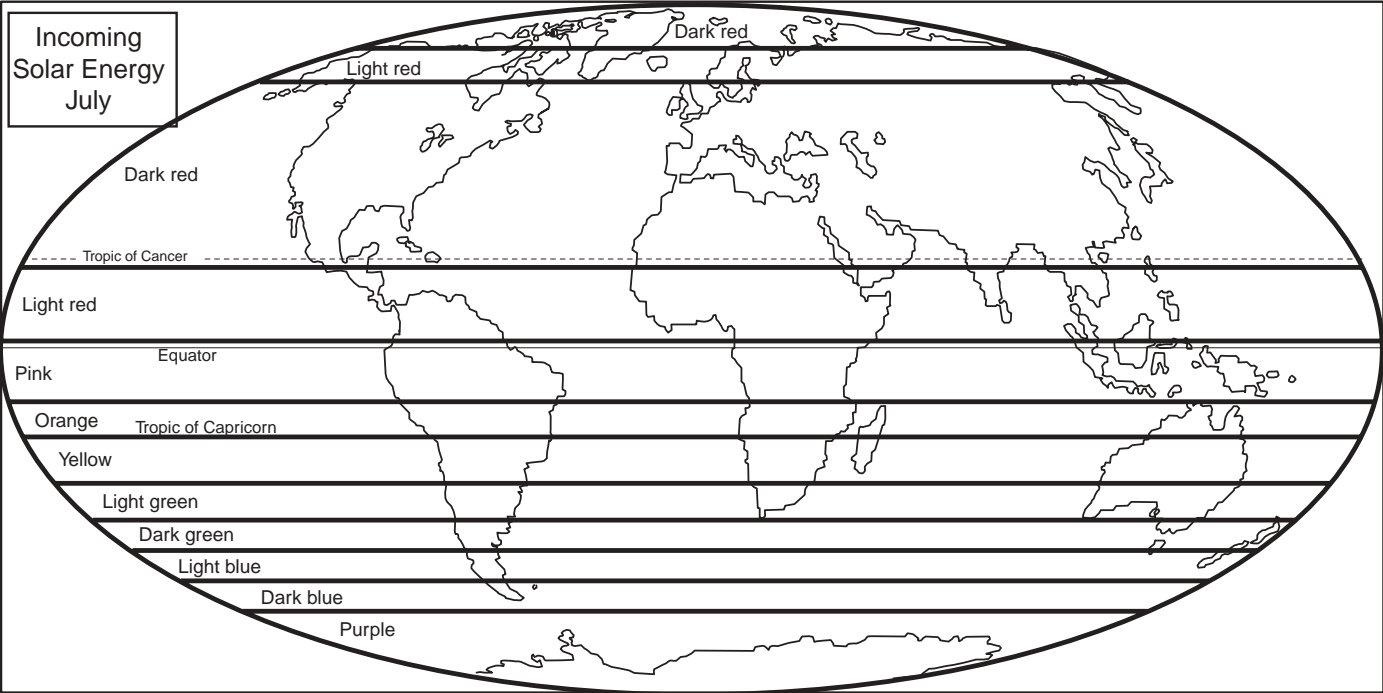 Incoming
Solar Energy
July
Dark red
Light red
Dark red
Tropic of Cancer
Light red
Equator
Pink
Orange
Tropic of Capricorn
Yellow
Light green
Dark green
Light blue
Dark blue
Purple